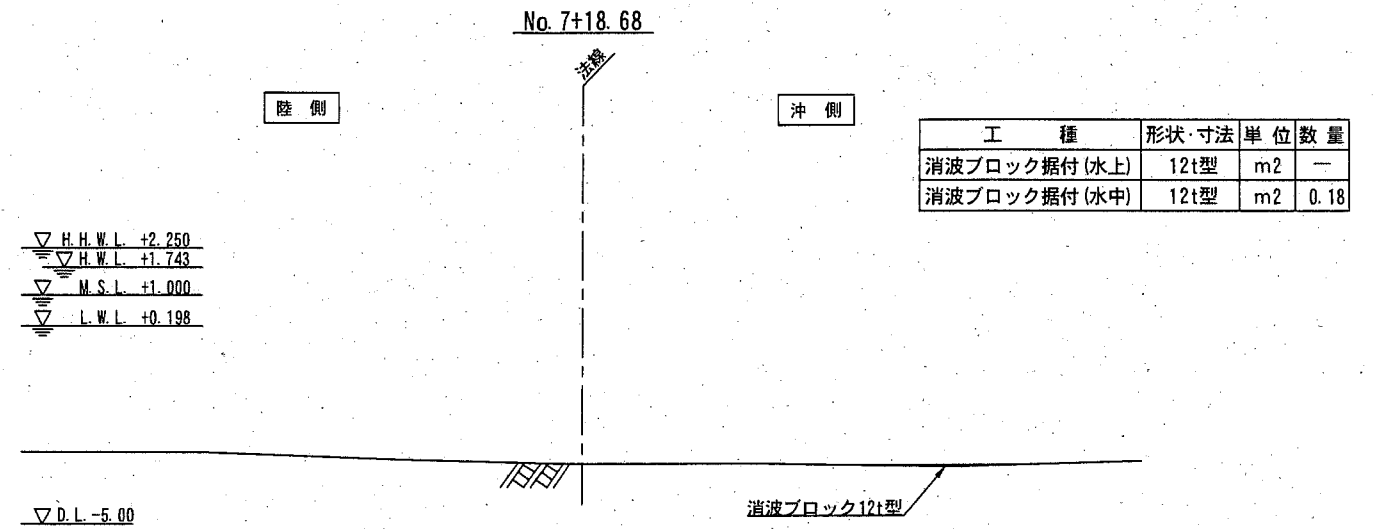 No. 7+18.68
法線
陸側
沖側
工種 形状・寸法 単位 数量
消波ブロック据付(水上) 12t型 m2 —
消波ブロック据付(水中) 12t型 m2 0.18
H.H.W.L. +2.250
H.W.L. +1.743
M.S.L. +1.000
L.W.L. +0.198
消波ブロック12t型
D.L.-5.00